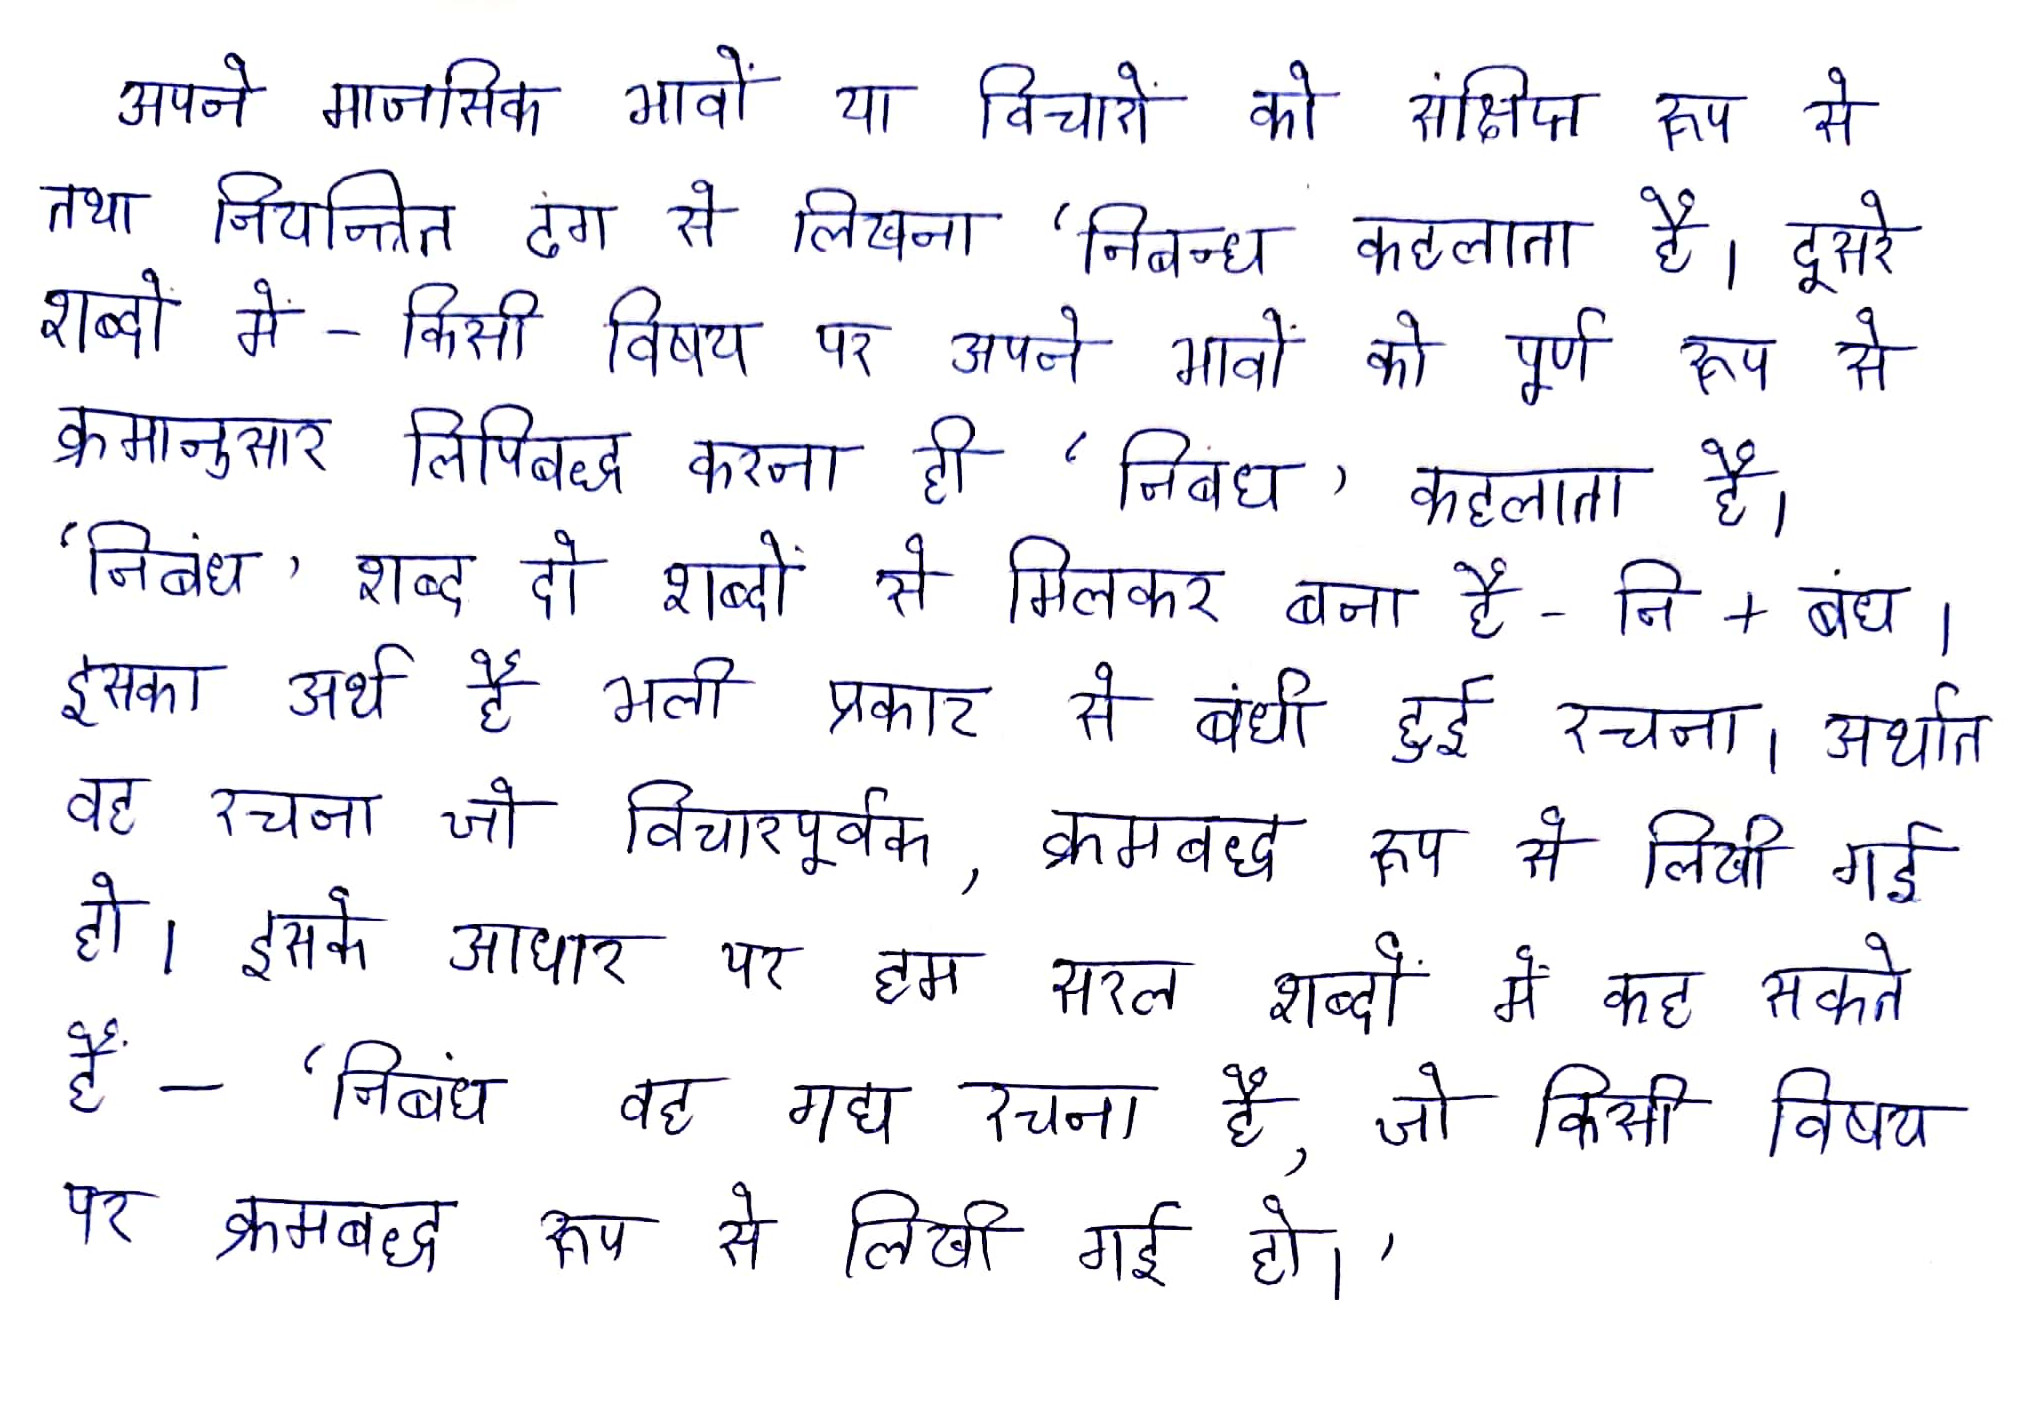 अपने मानसिक भावों या विचारों को संक्षिप्त रूप से
तथा नियन्त्रित ढंग से लिखना ‘निबन्ध कहलाता है। दूसरे
शब्दों में – किसी विषय पर अपने भावों को पूर्ण रूप से
क्रमानुसार लिपिबद्ध करना ही ‘निबंध’ कहलाता है।
‘निबंध’ शब्द दो शब्दों से मिलकर बना है – नि + बंध।
इसका अर्थ है भली प्रकार से बंधी हुई रचना। अर्थात
वह रचना जो विचारपूर्वक, क्रमबद्ध रूप से लिखी गई
हो। इसके आधार पर हम सरल शब्दों में कह सकते
हैं – ‘निबंध वह गद्य रचना है, जो किसी विषय
पर क्रमबद्ध रूप से लिखी गई हो।’